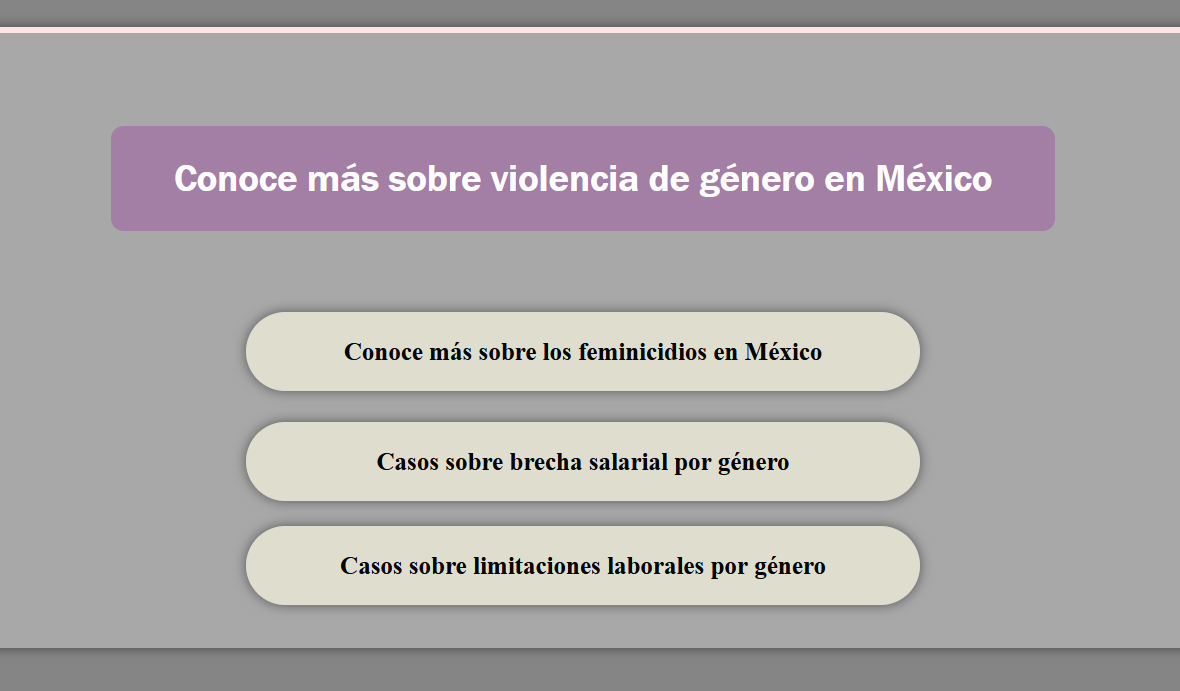 Conoce más sobre violencia de género en México
Conoce más sobre los feminicidios en México
Casos sobre brecha salarial por género
Casos sobre limitaciones laborales por género